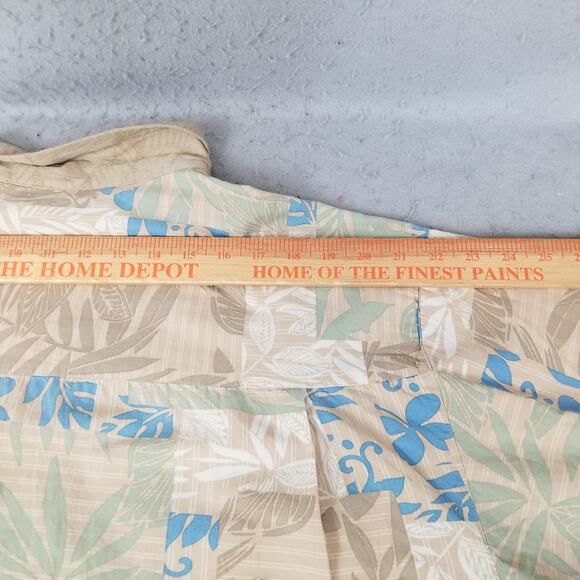 10 11 12 13 14 15 16 17 18 19 20 21 22 23 24 25
THE HOME DEPOT HOME OF THE FINEST PAINTS